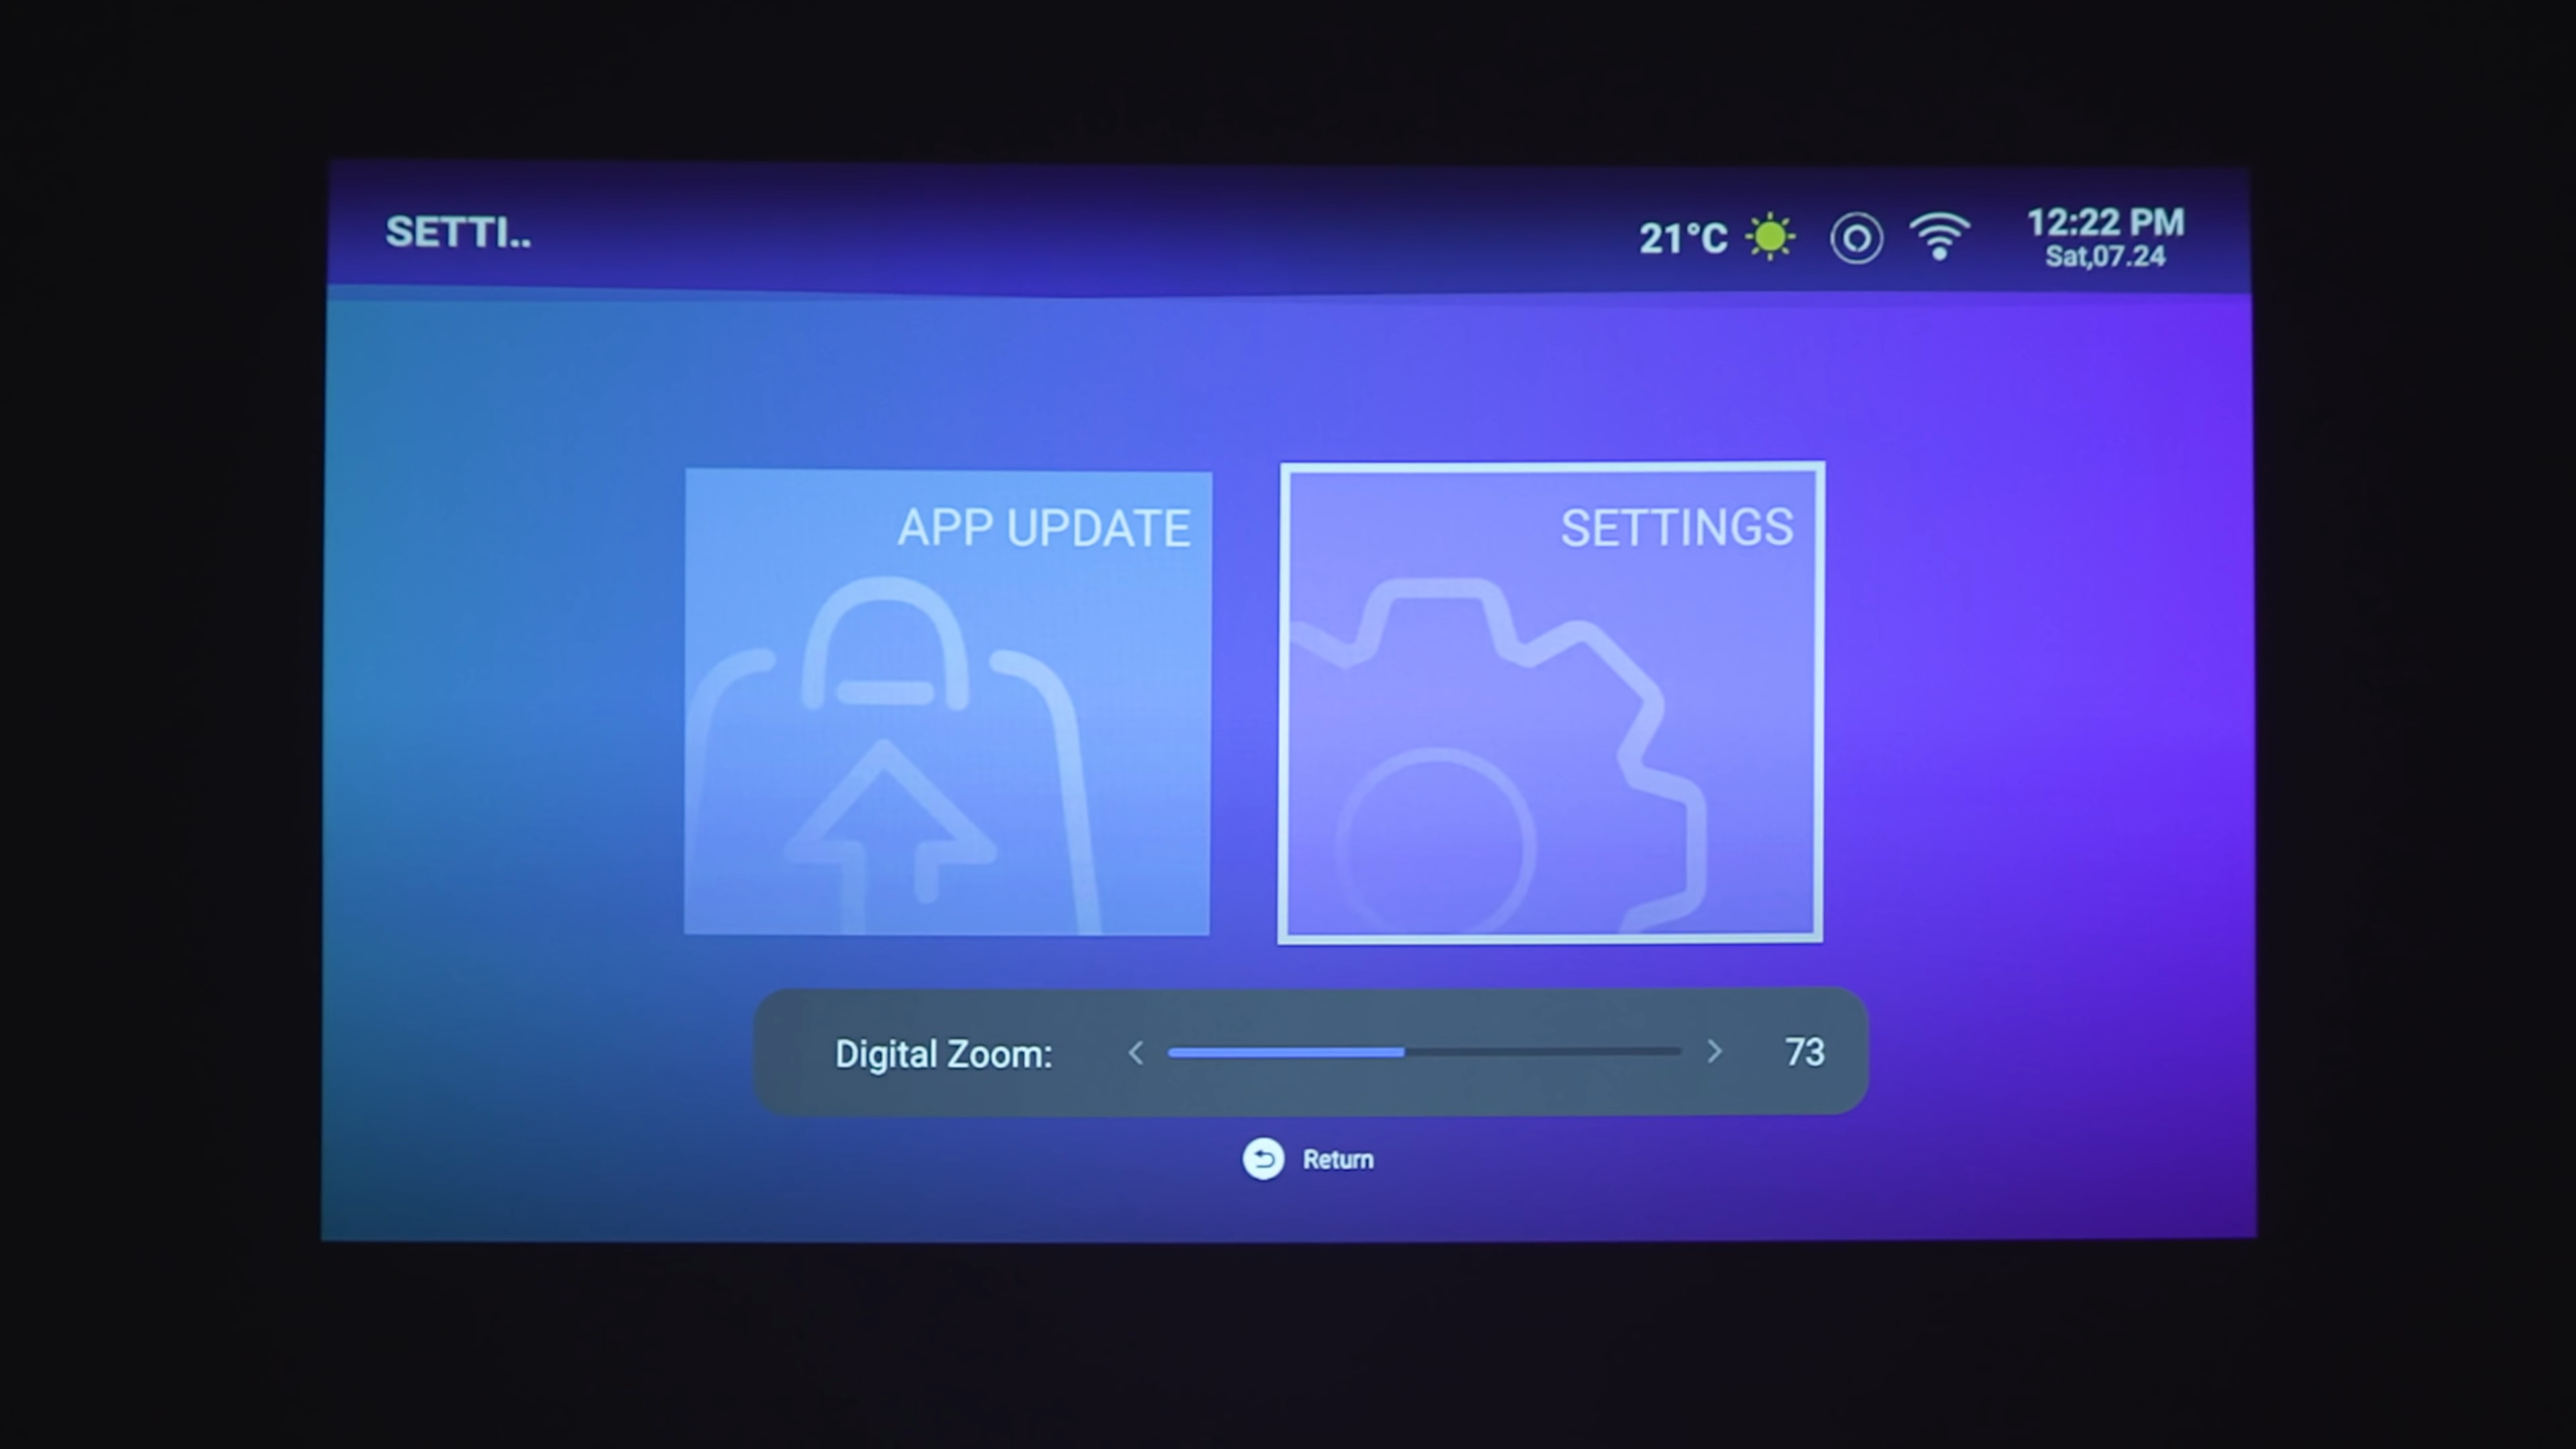 SETTI..
21°C
12:22 PM
Sat,07.24
APP UPDATE
SETTINGS
Digital Zoom: < > 73
Return